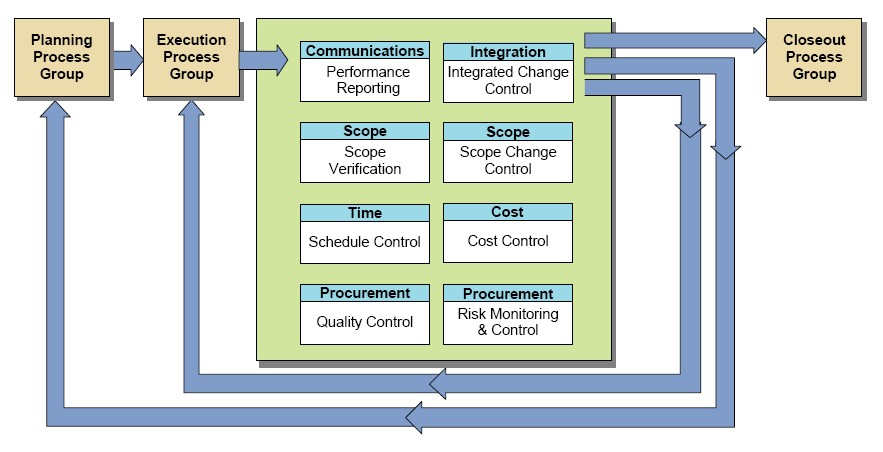 Planning
Process
Group
Execution
Process
Group
Communications
Performance
Reporting
Integration
Integrated Change
Control
Scope
Scope
Verification
Scope
Scope Change
Control
Time
Schedule Control
Cost
Cost Control
Procurement
Quality Control
Procurement
Risk Monitoring
& Control
Closeout
Process
Group